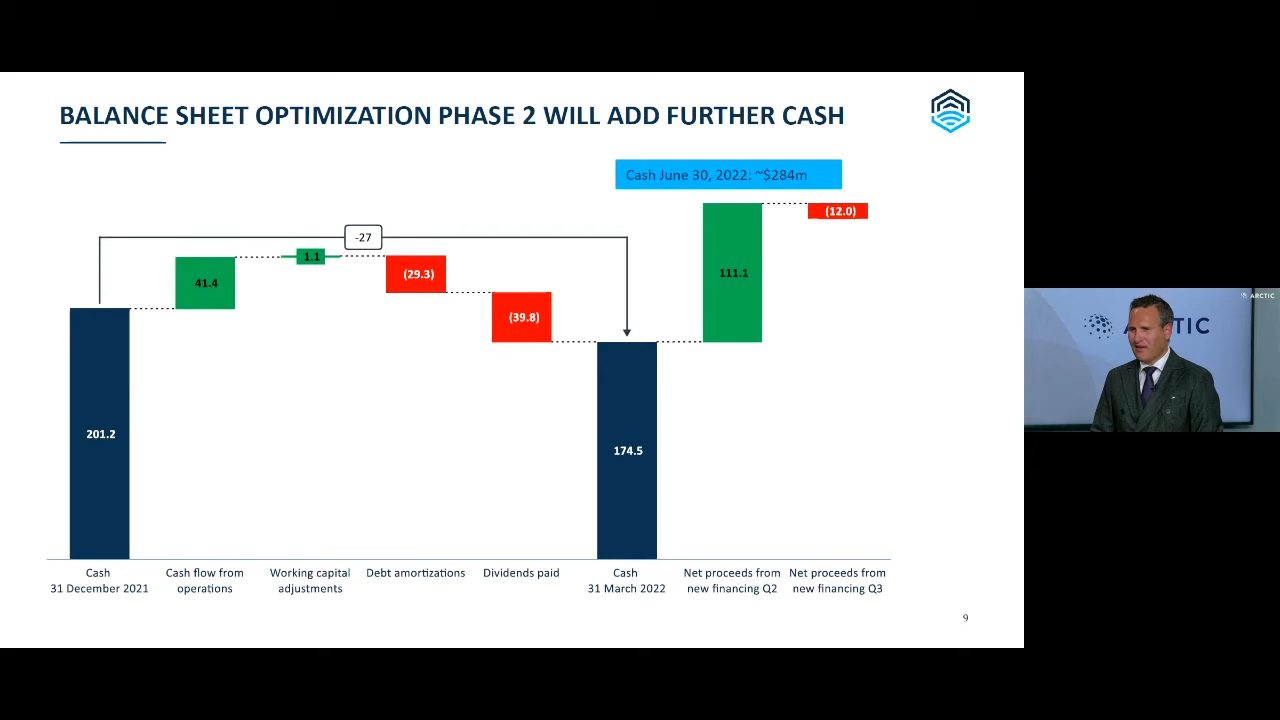 BALANCE SHEET OPTIMIZATION PHASE 2 WILL ADD FURTHER CASH
Cash June 30, 2022: ~$284m
-27
201.2
41.4
1.1
(29.3)
(39.8)
174.5
111.1
(12.0)
Cash
31 December 2021
Cash flow from
operations
Working capital
adjustments
Debt amortizations
Dividends paid
Cash
31 March 2022
Net proceeds from
new financing Q2
Net proceeds from
new financing Q3
9
ARCTIC
TIC